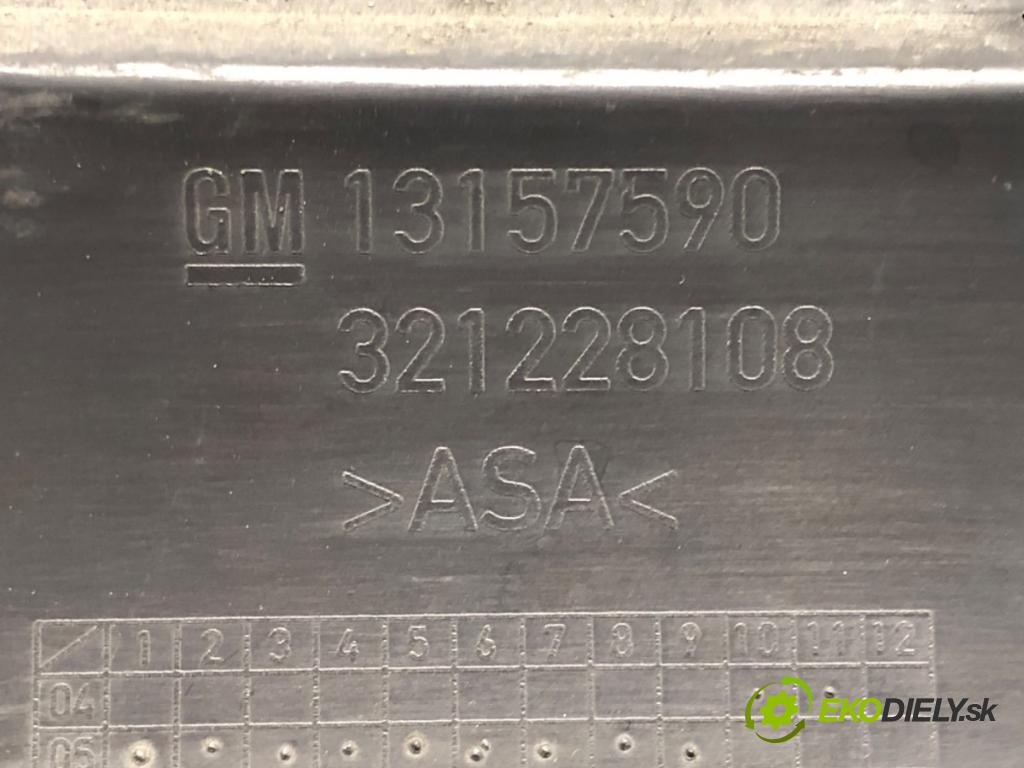 GM 13157590
321228108
>ASA<
1 2 3 4 5 6 7 8 9 10 11 12
04
05
EKODIELY.sk